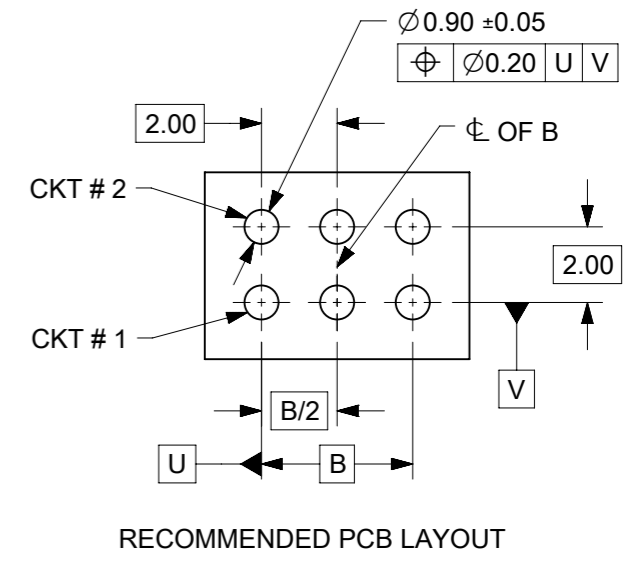 ∅0.90 ±0.05
⌖ ∅0.20 U V
2.00
℄ OF B
CKT # 2
2.00
CKT # 1
V
B/2
U
B
RECOMMENDED PCB LAYOUT